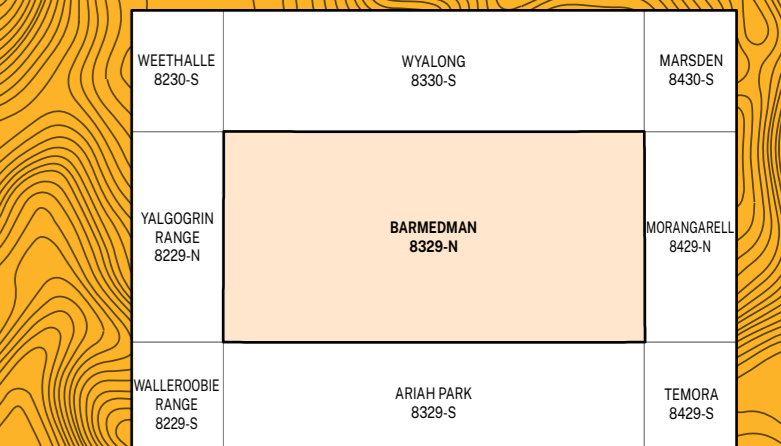 WEETHALLE
8230-S
WYALONG
8330-S
MARSDEN
8430-S
YALGOGRIN
RANGE
8229-N
BARMEDMAN
8329-N
MORANGARELL
8429-N
WALLEROOBIE
RANGE
8229-S
ARIAH PARK
8329-S
TEMORA
8429-S